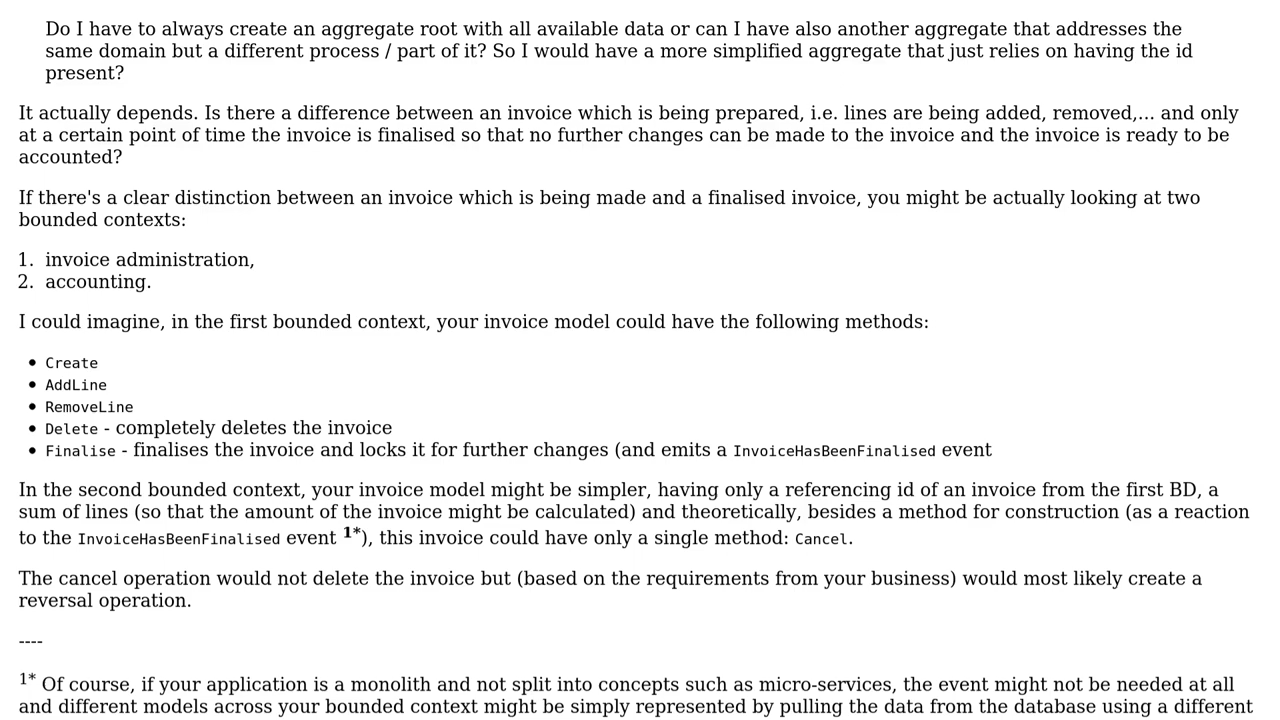 Do I have to always create an aggregate root with all available data or can I have also another aggregate that addresses the
same domain but a different process / part of it? So I would have a more simplified aggregate that just relies on having the id
present?
It actually depends. Is there a difference between an invoice which is being prepared, i.e. lines are being added, removed,... and only
at a certain point of time the invoice is finalised so that no further changes can be made to the invoice and the invoice is ready to be
accounted?
If there's a clear distinction between an invoice which is being made and a finalised invoice, you might be actually looking at two
bounded contexts:
1. invoice administration,
2. accounting.
I could imagine, in the first bounded context, your invoice model could have the following methods:
• Create
• AddLine
• RemoveLine
• Delete - completely deletes the invoice
• Finalise - finalises the invoice and locks it for further changes (and emits a InvoiceHasBeenFinalised event
In the second bounded context, your invoice model might be simpler, having only a referencing id of an invoice from the first BD, a
sum of lines (so that the amount of the invoice might be calculated) and theoretically, besides a method for construction (as a reaction
to the InvoiceHasBeenFinalised event 1*), this invoice could have only a single method: Cancel.
The cancel operation would not delete the invoice but (based on the requirements from your business) would most likely create a
reversal operation.
----
1* Of course, if your application is a monolith and not split into concepts such as micro-services, the event might not be needed at all
and different models across your bounded context might be simply represented by pulling the data from the database using a different